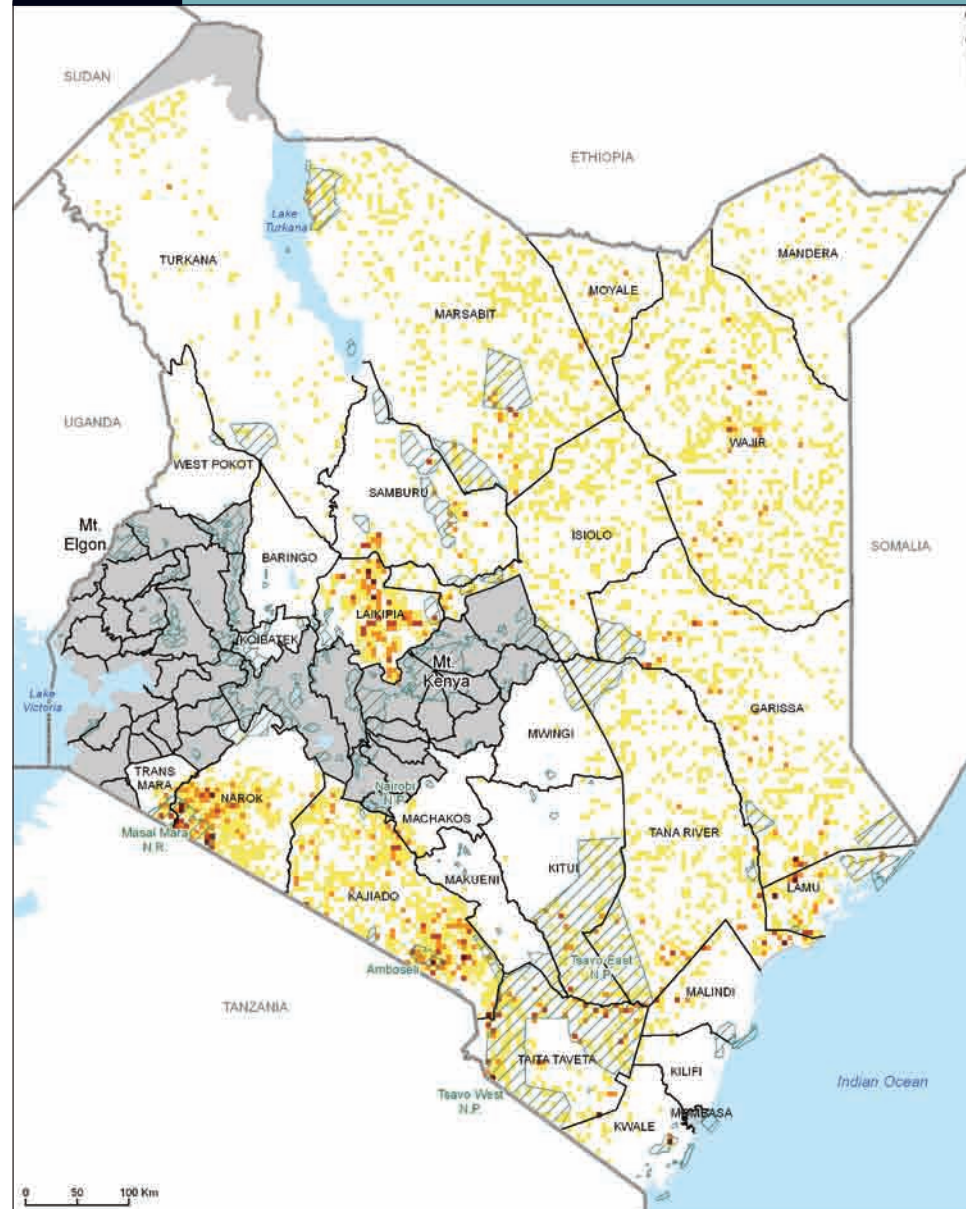 SUDAN
ETHIOPIA
Lake
Turkana
MANDERA
TURKANA
MOYALE
MARSABIT
UGANDA
WAJIR
WEST POKOT
SAMBURU
Mt.
Elgon
ISIOLO
SOMALIA
BARINGO
LAIKIPIA
KOIBATEK
Mt.
Kenya
Lake
Victoria
GARISSA
MWINGI
TRANS
MARA
NAROK
Nairobi
N.P.
MACHAKOS
Masai Mara
N.R.
TANA RIVER
KITUI
MAKUENI
LAMU
KAJIADO
Tsavo East
N.P.
Amboseli
MALINDI
TANZANIA
TAITA TAVETA
KILIFI
Indian Ocean
Tsavo West
N.P.
MOMBASA
KWALE
0 50 100 Km